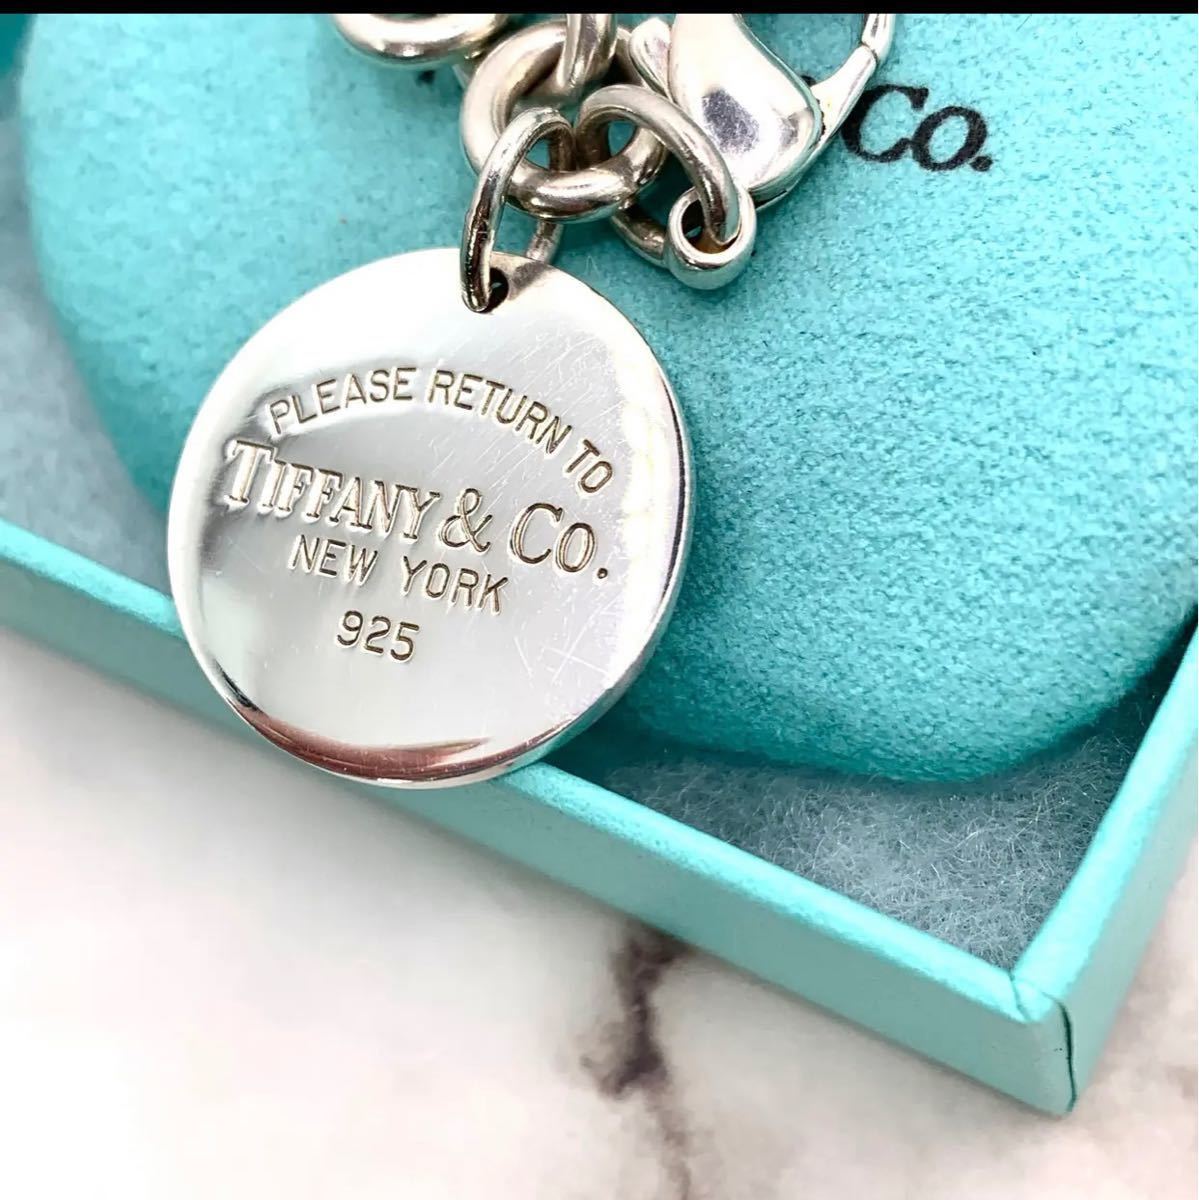 & Co.
PLEASE RETURN TO
TIFFANY & CO.
NEW YORK
925